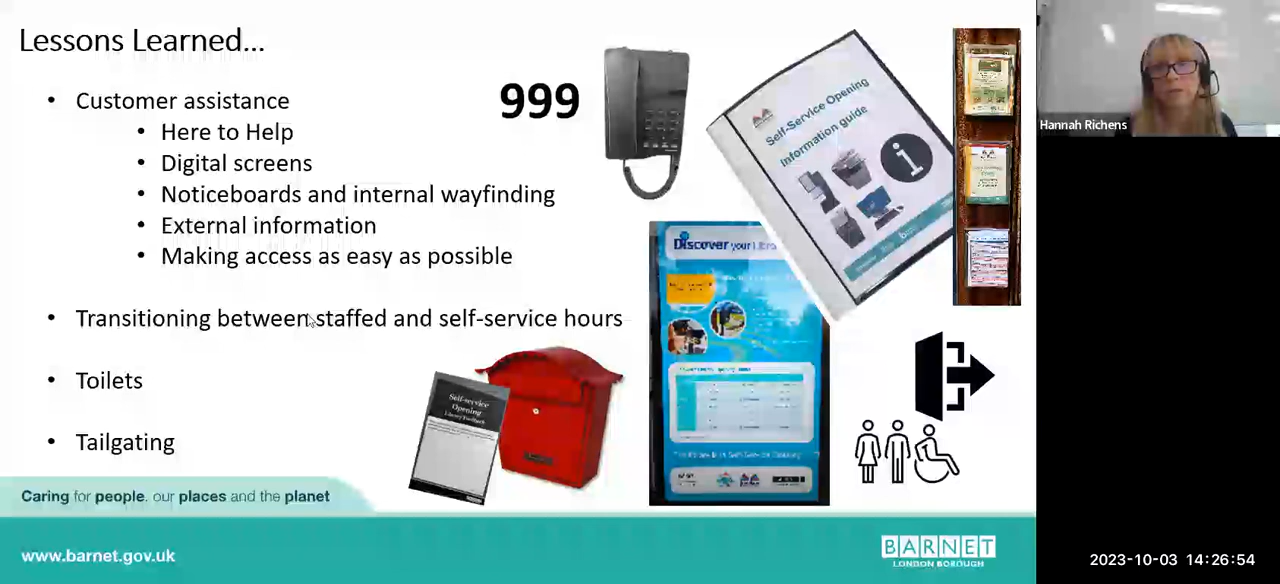 Lessons Learned...
• Customer assistance
• Here to Help
• Digital screens
• Noticeboards and internal wayfinding
• External information
• Making access as easy as possible
• Transitioning between staffed and self-service hours
• Toilets
• Tailgating
999
Self-Service Opening
Information guide
i
Discover your
Self-service
Opening
Library Feedback
Caring for people, our places and the planet
www.barnet.gov.uk
BARNET
LONDON BOROUGH
Hannah Richens
2023-10-03 14:26:54